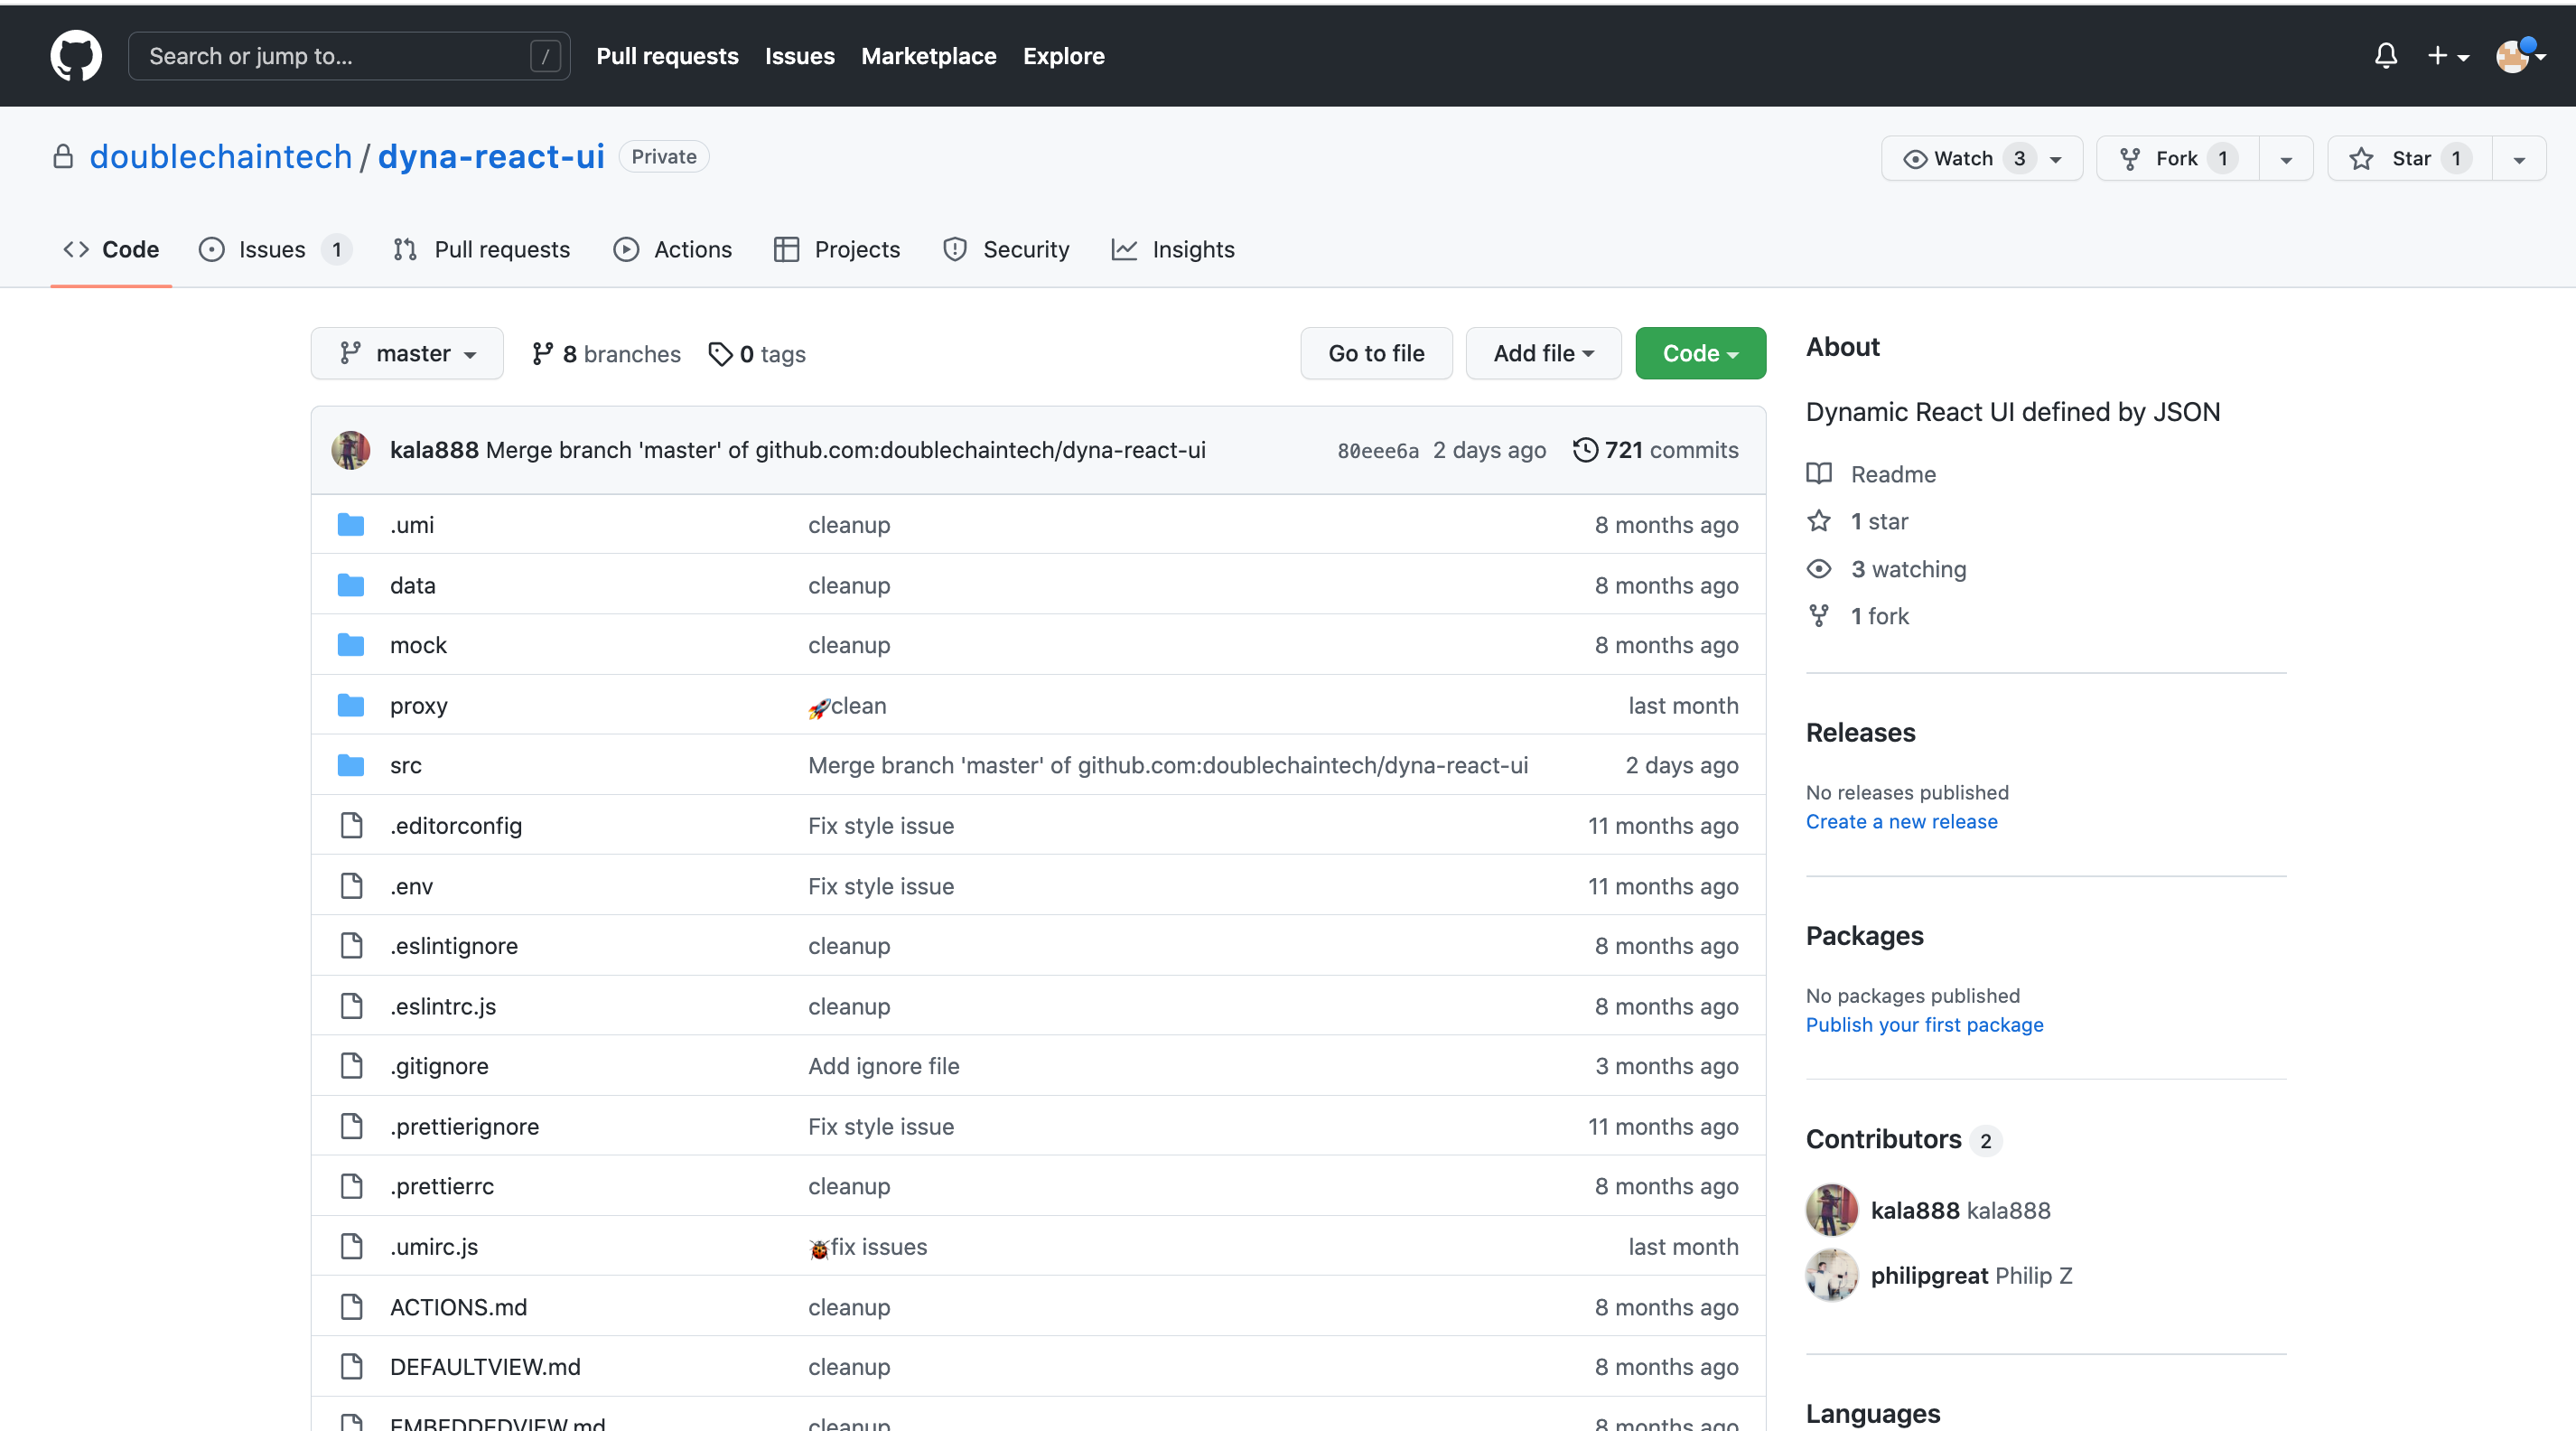 Search or jump to... /
Pull requests Issues Marketplace Explore
doublechaintech / dyna-react-ui Private
Watch 3 Fork 1 Star 1
Code Issues 1 Pull requests Actions Projects Security Insights
master 8 branches 0 tags Go to file Add file Code
kala888 Merge branch 'master' of github.com:doublechaintech/dyna-react-ui 80eee6a 2 days ago 721 commits
.umi cleanup 8 months ago
data cleanup 8 months ago
mock cleanup 8 months ago
proxy 🚀clean last month
src Merge branch 'master' of github.com:doublechaintech/dyna-react-ui 2 days ago
.editorconfig Fix style issue 11 months ago
.env Fix style issue 11 months ago
.eslintignore cleanup 8 months ago
.eslintrc.js cleanup 8 months ago
.gitignore Add ignore file 3 months ago
.prettierignore Fix style issue 11 months ago
.prettierrc cleanup 8 months ago
.umirc.js 🐞fix issues last month
ACTIONS.md cleanup 8 months ago
DEFAULTVIEW.md cleanup 8 months ago
EMBEDDEDVIEW.md cleanup 8 months ago
About
Dynamic React UI defined by JSON
Readme
1 star
3 watching
1 fork
Releases
No releases published
Create a new release
Packages
No packages published
Publish your first package
Contributors 2
kala888 kala888
philipgreat Philip Z
Languages